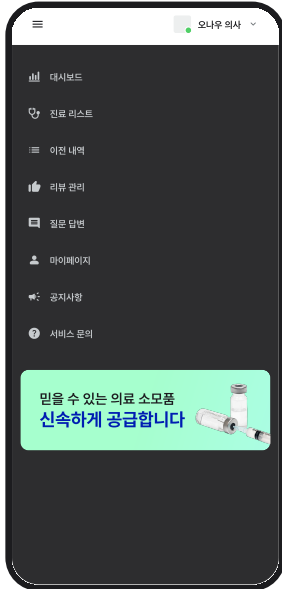 오나우 의사
대시보드
진료 리스트
이전 내역
리뷰 관리
질문 답변
마이페이지
공지사항
서비스 문의
믿을 수 있는 의료 소모품
신속하게 공급합니다